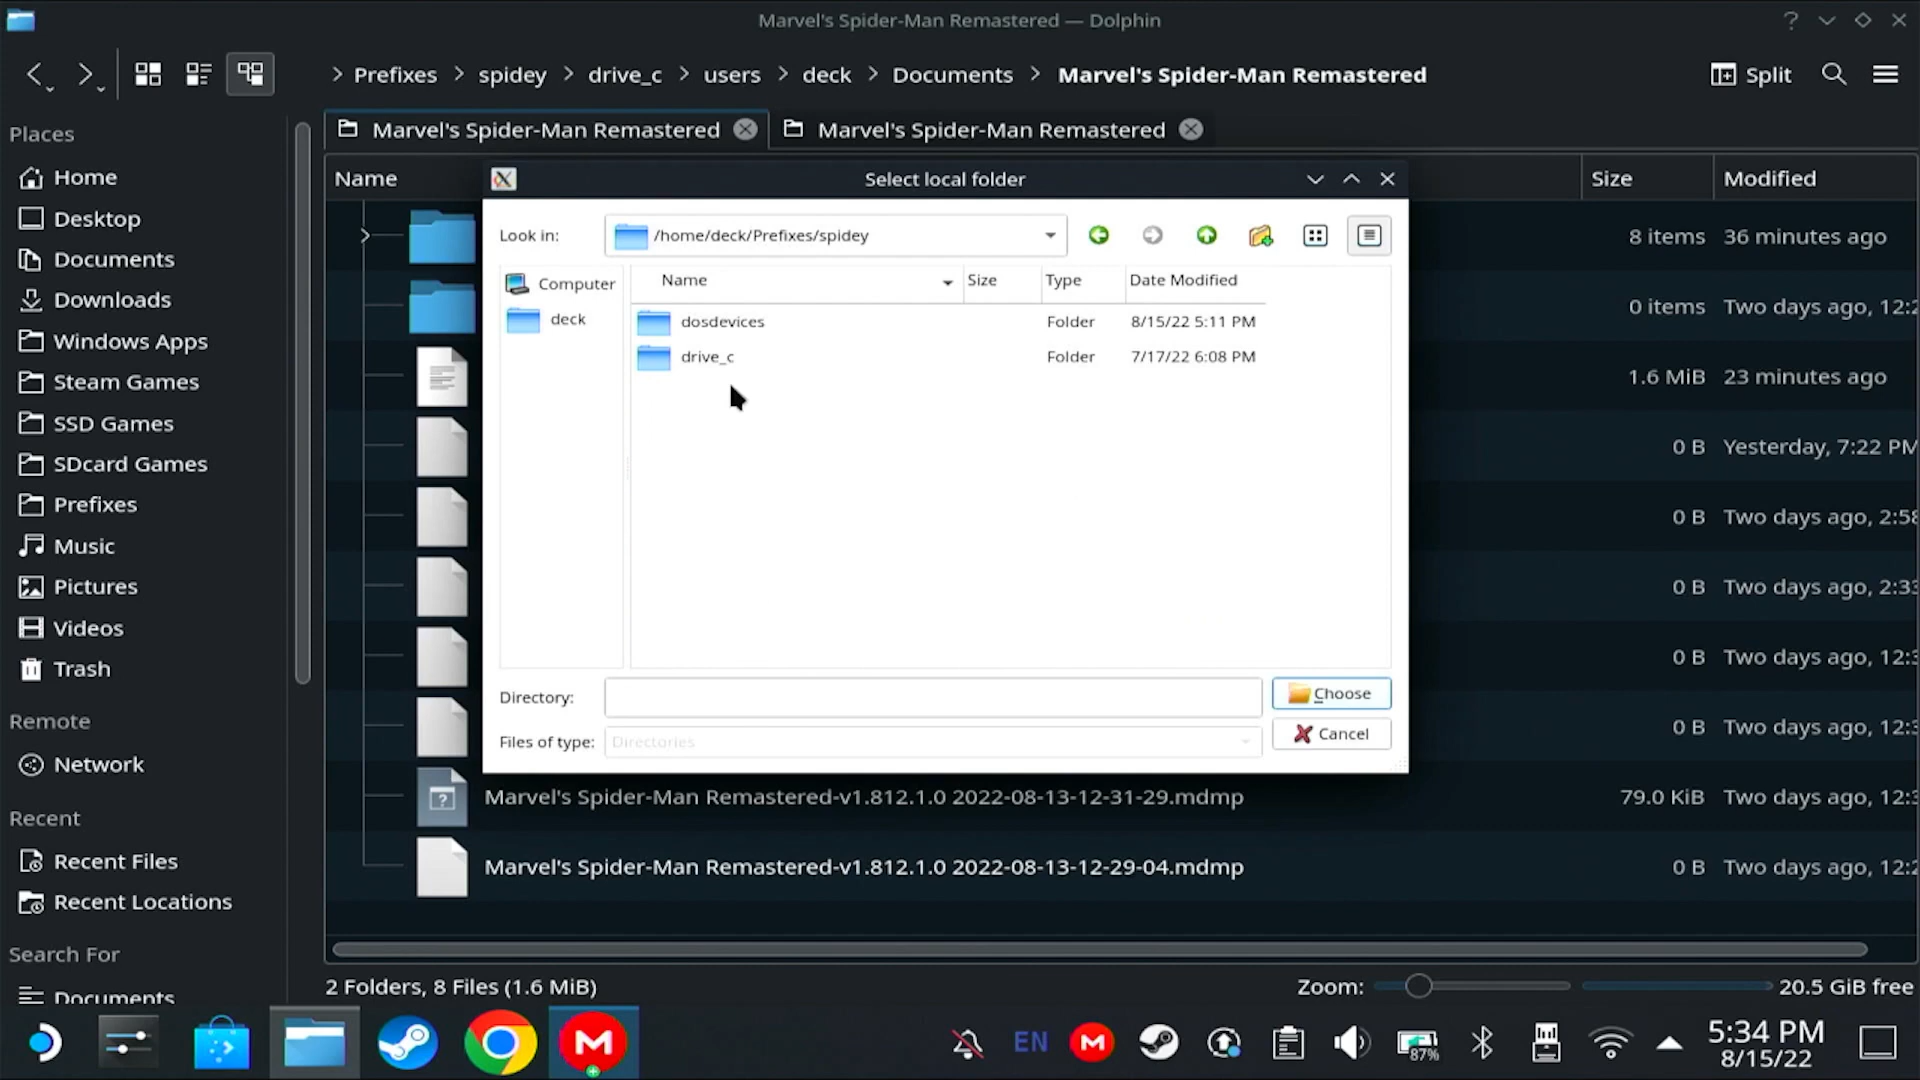 Marvel's Spider-Man Remastered — Dolphin
Prefixes > spidey > drive_c > users > deck > Documents > Marvel's Spider-Man Remastered
Split
Places
Home
Desktop
Documents
Downloads
Windows Apps
Steam Games
SSD Games
SDcard Games
Prefixes
Music
Pictures
Videos
Trash
Remote
Network
Recent
Recent Files
Recent Locations
Search For
Documents
Marvel's Spider-Man Remastered
Marvel's Spider-Man Remastered
Name
Size
Modified
8 items 36 minutes ago
0 items Two days ago, 12:2
1.6 MiB 23 minutes ago
0 B Yesterday, 7:22 PM
0 B Two days ago, 2:58
0 B Two days ago, 2:33
0 B Two days ago, 12:3
0 B Two days ago, 12:3
Marvel's Spider-Man Remastered-v1.812.1.0 2022-08-13-12-31-29.mdmp 79.0 KiB Two days ago, 12:3
Marvel's Spider-Man Remastered-v1.812.1.0 2022-08-13-12-29-04.mdmp 0 B Two days ago, 12:2
Select local folder
Look in: /home/deck/Prefixes/spidey
Computer
deck
Name Size Type Date Modified
dosdevices Folder 8/15/22 5:11 PM
drive_c Folder 7/17/22 6:08 PM
Directory:
Choose
Files of type: Directories
Cancel
2 Folders, 8 Files (1.6 MiB)
Zoom:
20.5 GiB free
EN
87%
5:34 PM
8/15/22